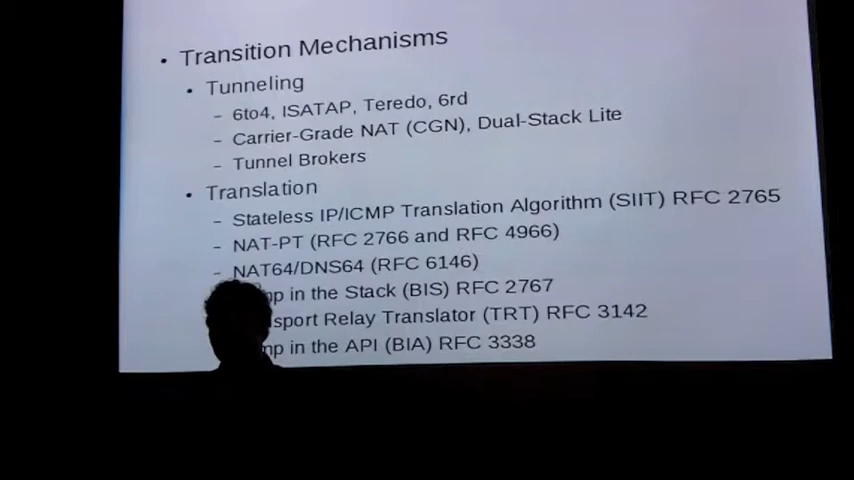 • Transition Mechanisms
• Tunneling
– 6to4, ISATAP, Teredo, 6rd
– Carrier-Grade NAT (CGN), Dual-Stack Lite
– Tunnel Brokers
• Translation
– Stateless IP/ICMP Translation Algorithm (SIIT) RFC 2765
– NAT-PT (RFC 2766 and RFC 4966)
– NAT64/DNS64 (RFC 6146)
in the Stack (BIS) RFC 2767
Relay Translator (TRT) RFC 3142
in the API (BIA) RFC 3338